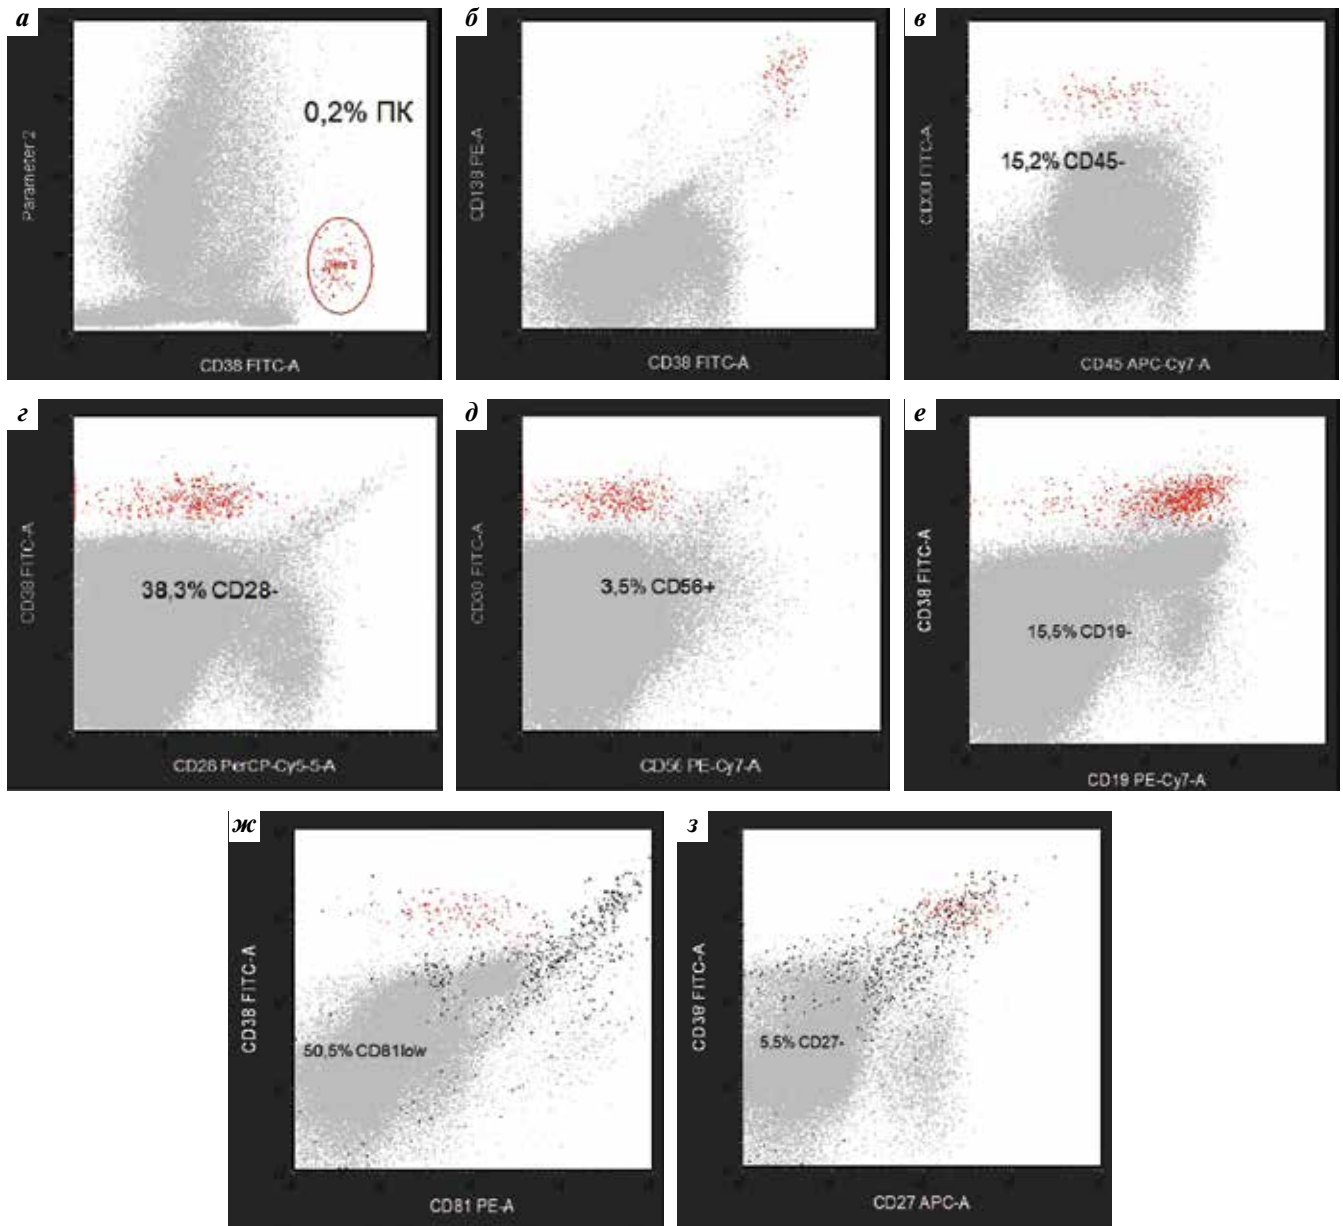 а
0,2% ПК
Parameter 2
CD38 FITC-A
б
CD138 PE-A
CD38 FITC-A
в
15,2% CD45-
CD38 FITC-A
CD45 APC-Cy7-A
г
38,3% CD28-
CD38 FITC-A
CD28 PerCP-Cy5-5-A
д
3,5% CD56+
CD38 FITC-A
CD56 PE-Cy7-A
е
15,5% CD19-
CD38 FITC-A
CD19 PE-Cy7-A
ж
50,5% CD81low
CD38 FITC-A
CD81 PE-A
з
5,5% CD27-
CD38 FITC-A
CD27 APC-A